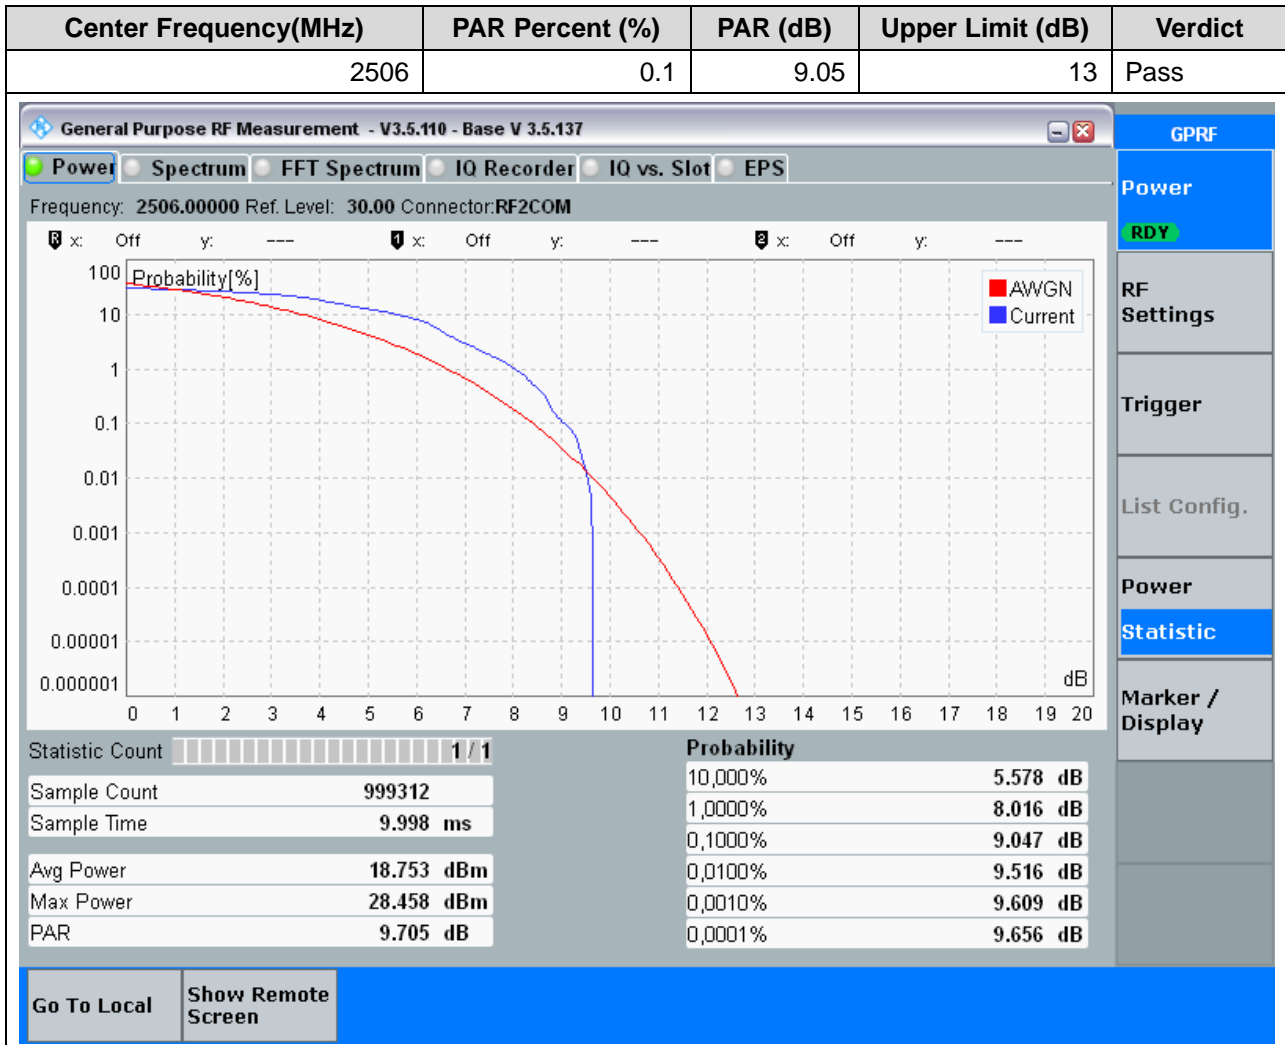 Center Frequency(MHz) PAR Percent (%) PAR (dB) Upper Limit (dB) Verdict
2506 0.1 9.05 13 Pass
General Purpose RF Measurement - V3.5.110 - Base V 3.5.137
GPRF
Power Spectrum FFT Spectrum IQ Recorder IQ vs. Slot EPS
Power
RDY
Frequency: 2506.00000 Ref. Level: 30.00 Connector:RF2COM
R x: Off y: --- 1 x: Off y: --- 2 x: Off y: ---
Probability[%]
AWGN
Current
100
10
1
0.1
0.01
0.001
0.0001
0.00001
0.000001
dB
0 1 2 3 4 5 6 7 8 9 10 11 12 13 14 15 16 17 18 19 20
RF
Settings
Trigger
List Config.
Power
Statistic
Marker /
Display
Statistic Count 1 / 1
Sample Count 999312
Sample Time 9.998 ms
Avg Power 18.753 dBm
Max Power 28.458 dBm
PAR 9.705 dB
Probability
10,000% 5.578 dB
1,0000% 8.016 dB
0,1000% 9.047 dB
0,0100% 9.516 dB
0,0010% 9.609 dB
0,0001% 9.656 dB
Go To Local
Show Remote
Screen